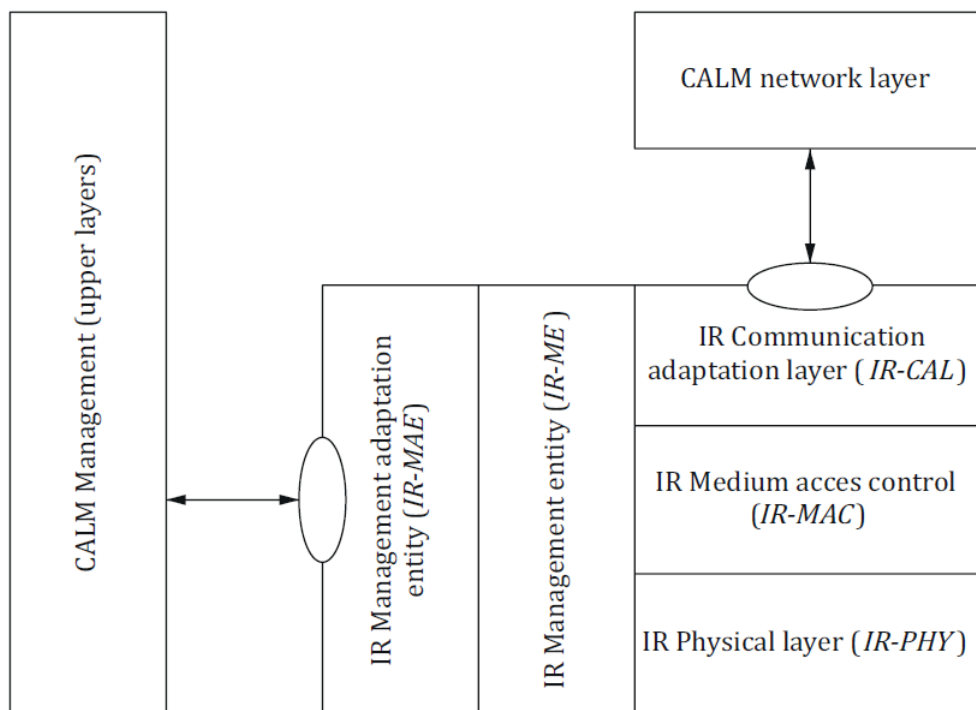 CALM Management (upper layers)
IR Management adaptation
entity (IR-MAE)
IR Management entity (IR-ME)
CALM network layer
IR Communication
adaptation layer (IR-CAL)
IR Medium acces control
(IR-MAC)
IR Physical layer (IR-PHY)